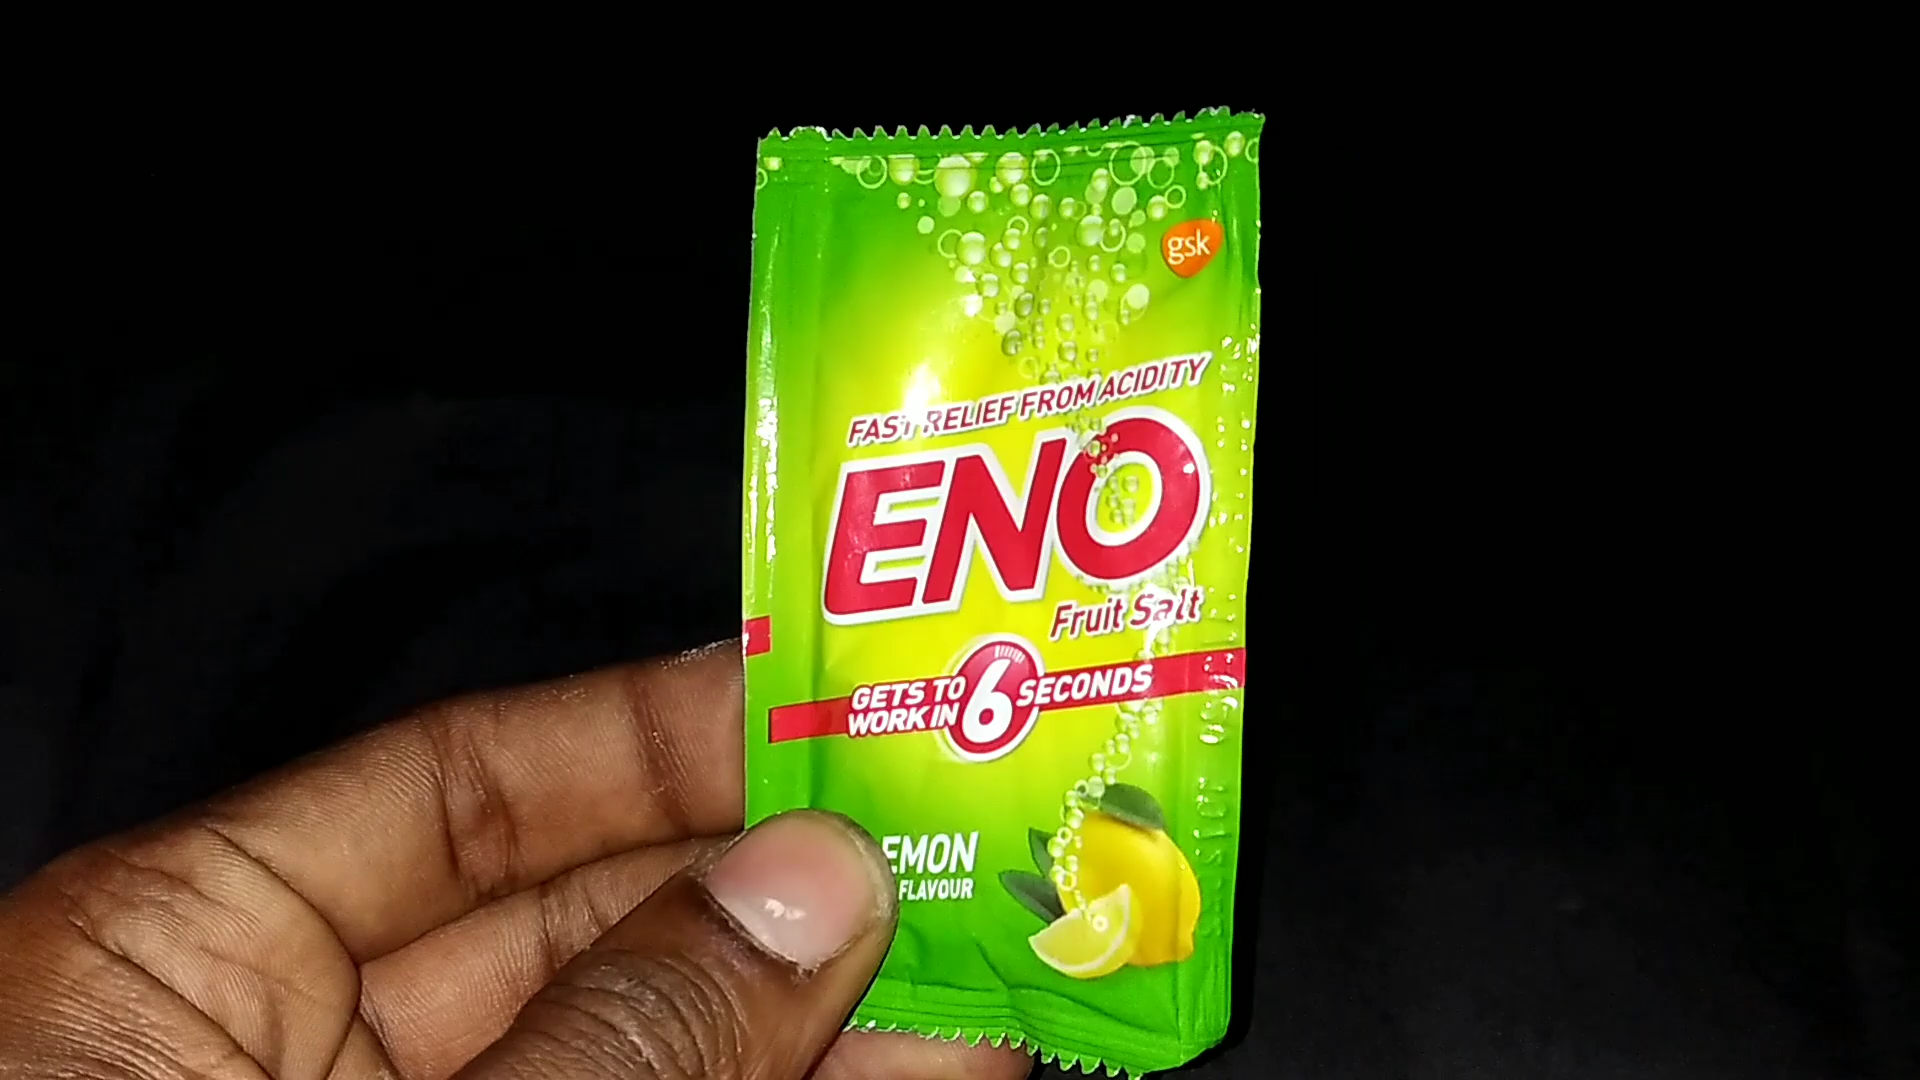 gsk
FAST RELIEF FROM ACIDITY
ENO
Fruit Salt
GETS TO
WORK IN 6 SECONDS
EMON
FLAVOUR